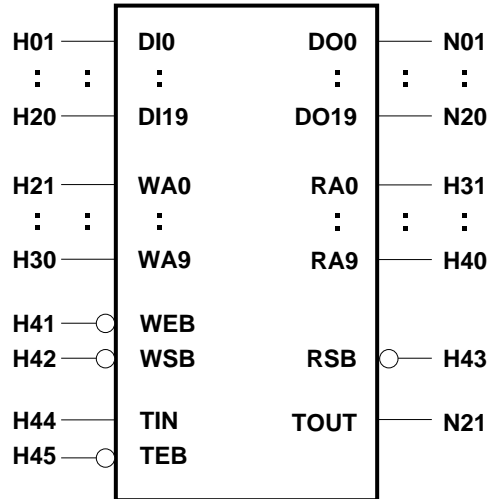 H01 DI0 DO0 N01
: : : : : :
H20 DI19 DO19 N20
H21 WA0 RA0 H31
: : : : : :
H30 WA9 RA9 H40
H41 WEB
H42 WSB RSB H43
H44 TIN TOUT N21
H45 TEB